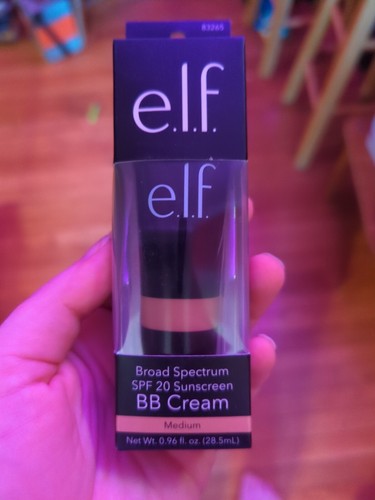 83265
e.l.f.
e.l.f.
Broad Spectrum
SPF 20 Sunscreen
BB Cream
Medium
Net Wt. 0.96 fl. oz. (28.5mL)